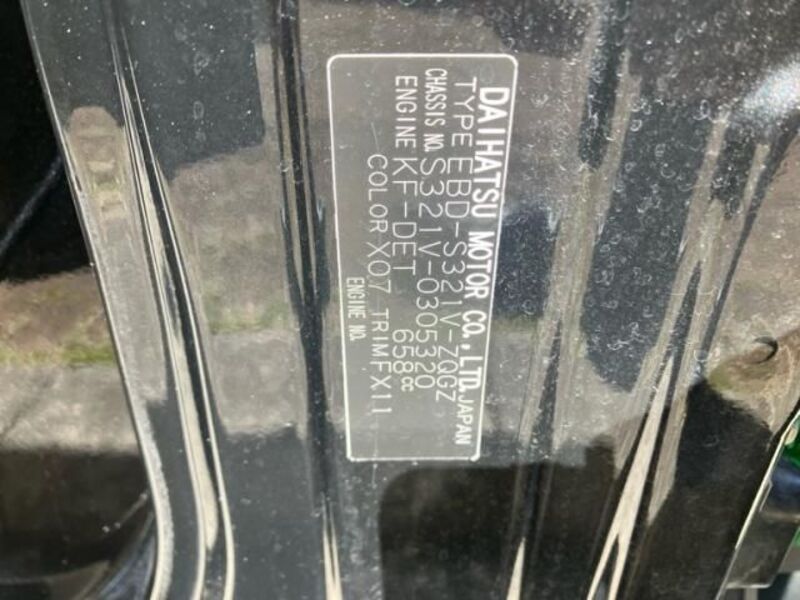 DAIHATSU MOTOR CO.,LTD.JAPAN
TYPE EBD-S321V-ZQGZ
CHASSIS NO. S321V-0305320
ENGINE KF-DET 658cc
COLOR X07 TRIM FX11
ENGINE NO.